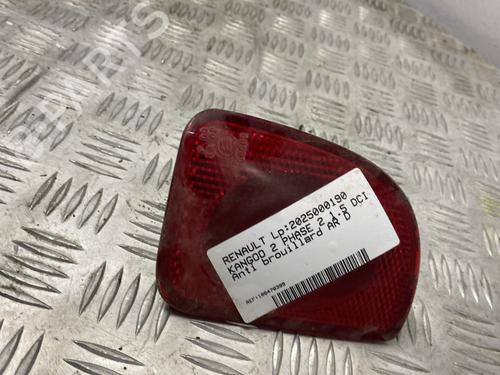 RENAULT Lp:2025000190
KANGOO 2 PHASE 2 1.5 DCI
Anti brouillard AR D